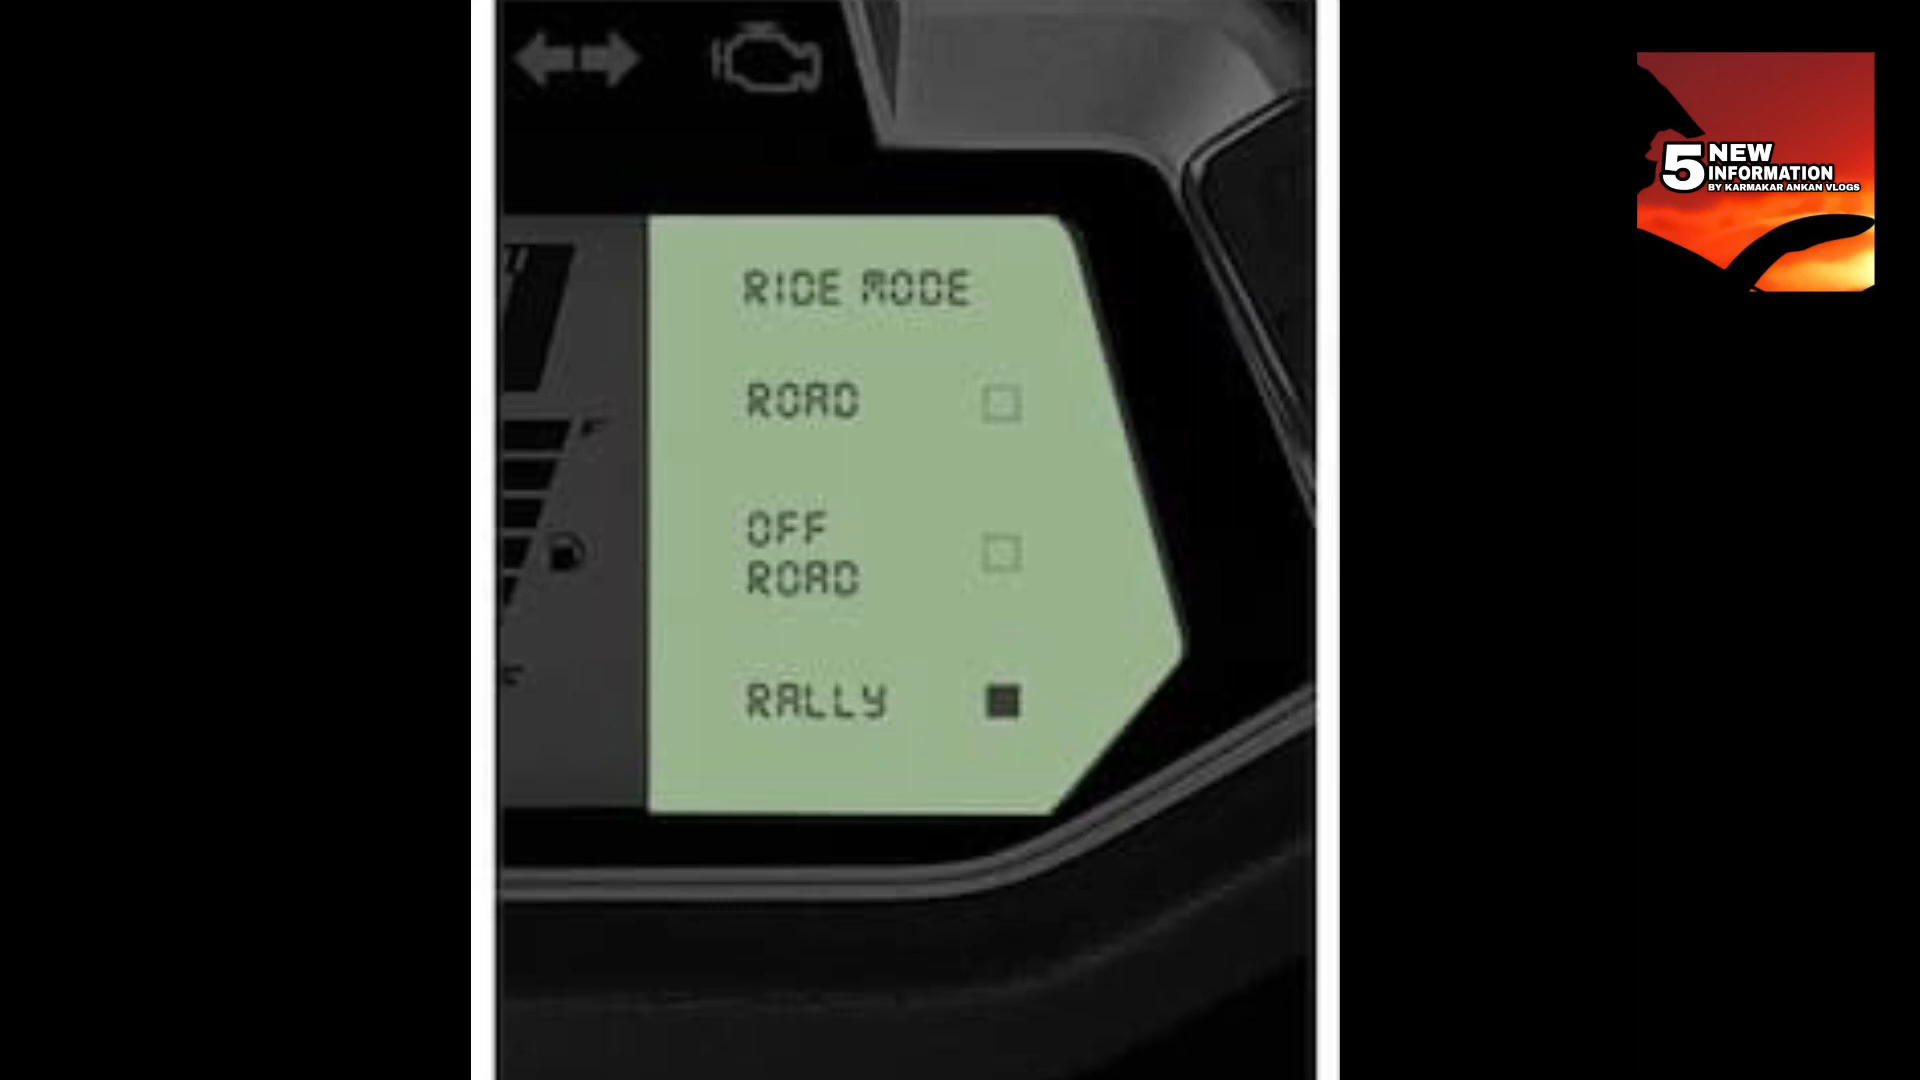 RIDE MODE
ROAD
OFF
ROAD
RALLY
F
5 NEW
INFORMATION
BY KARMAKAR ANKAN VLOGS